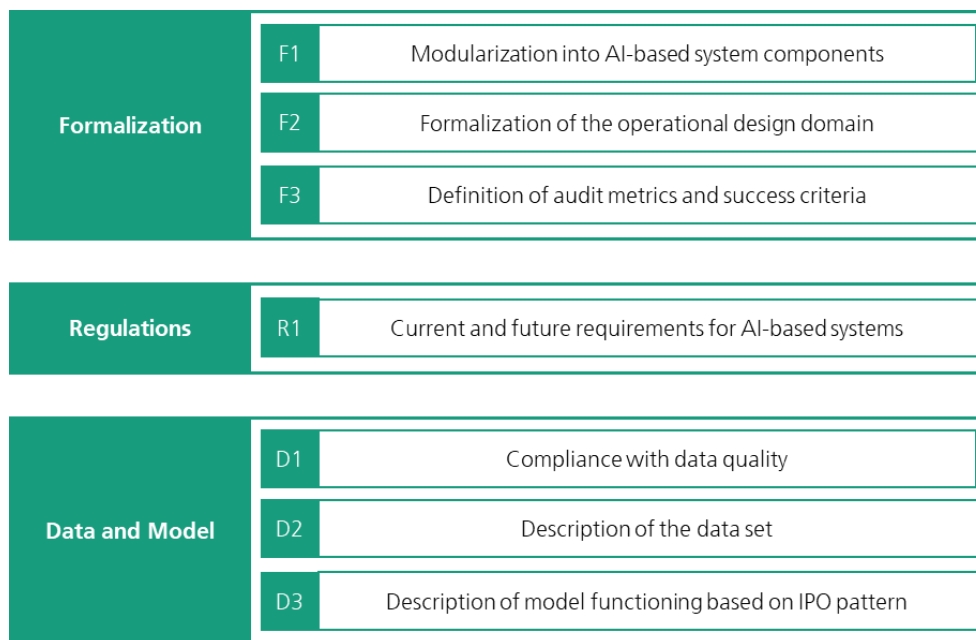 Formalization
F1
Modularization into AI-based system components
F2
Formalization of the operational design domain
F3
Definition of audit metrics and success criteria
Regulations
R1
Current and future requirements for AI-based systems
Data and Model
D1
Compliance with data quality
D2
Description of the data set
D3
Description of model functioning based on IPO pattern